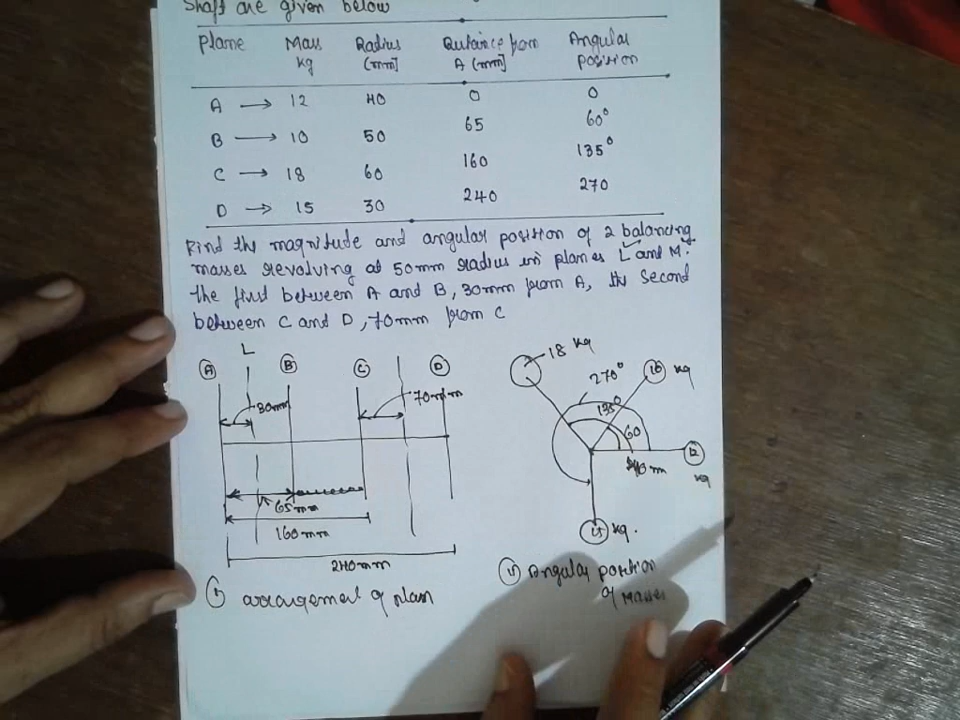 Shaft are given below
Plane Mass Radius Distance from Angular
kg (mm) A (mm) position
A → 12 40 0 0
B → 10 50 65 60°
C → 18 60 160 135°
D → 15 30 240 270
Find the magnitude and angular position of 2 balancing
masses revolving at 50mm radius in planes L and M.
the first between A and B, 30mm from A, the second
between C and D, 70mm from C
L
A B C D
30mm
70mm
65mm
160mm
240mm
18 kg
10 kg
270°
135°
60
12
kg
15 kg.
arrangement of plan
ii Angular position
of Masses